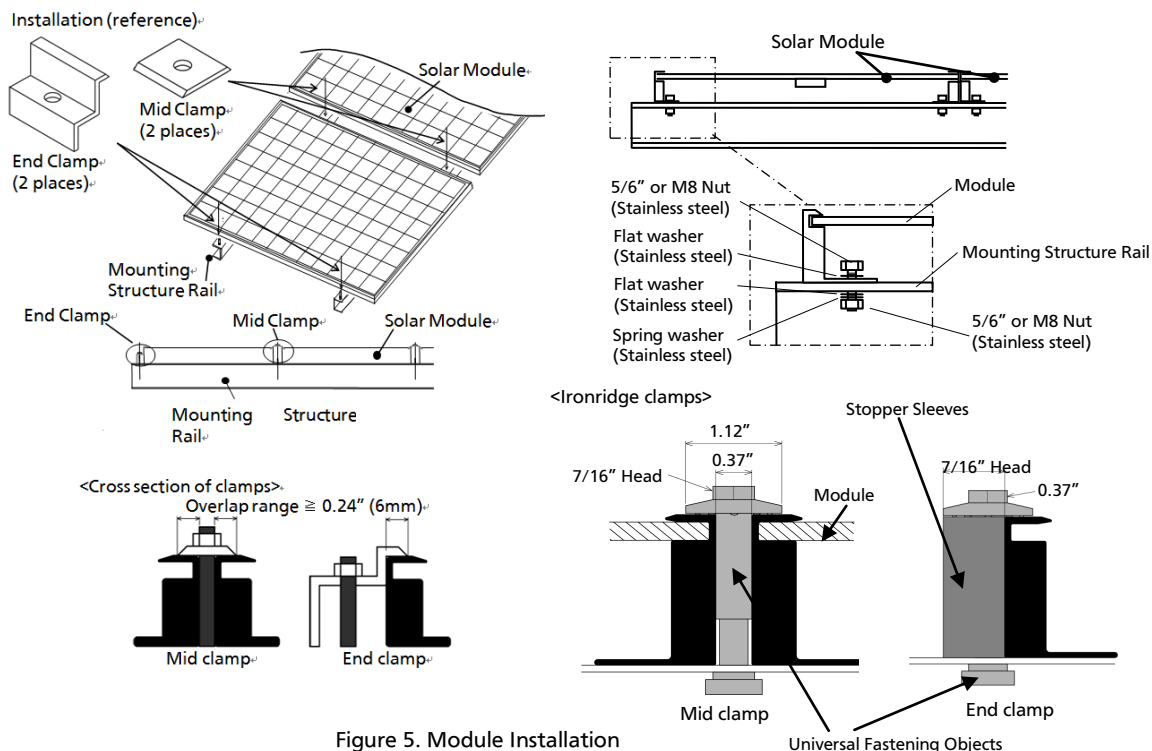 Installation (reference)
Mid Clamp
(2 places)
End Clamp
(2 places)
Solar Module
Mounting
Structure Rail
End Clamp
Mid Clamp
Solar Module
Mounting Structure
Rail
<Cross section of clamps>
Overlap range ≧ 0.24” (6mm)
Mid clamp
End clamp
Solar Module
5/6” or M8 Nut
(Stainless steel)
Flat washer
(Stainless steel)
Flat washer
(Stainless steel)
Spring washer
(Stainless steel)
Module
Mounting Structure Rail
5/6” or M8 Nut
(Stainless steel)
<Ironridge clamps>
Stopper Sleeves
1.12”
0.37”
7/16” Head
Module
7/16” Head
0.37”
Mid clamp
End clamp
Universal Fastening Objects
Figure 5. Module Installation